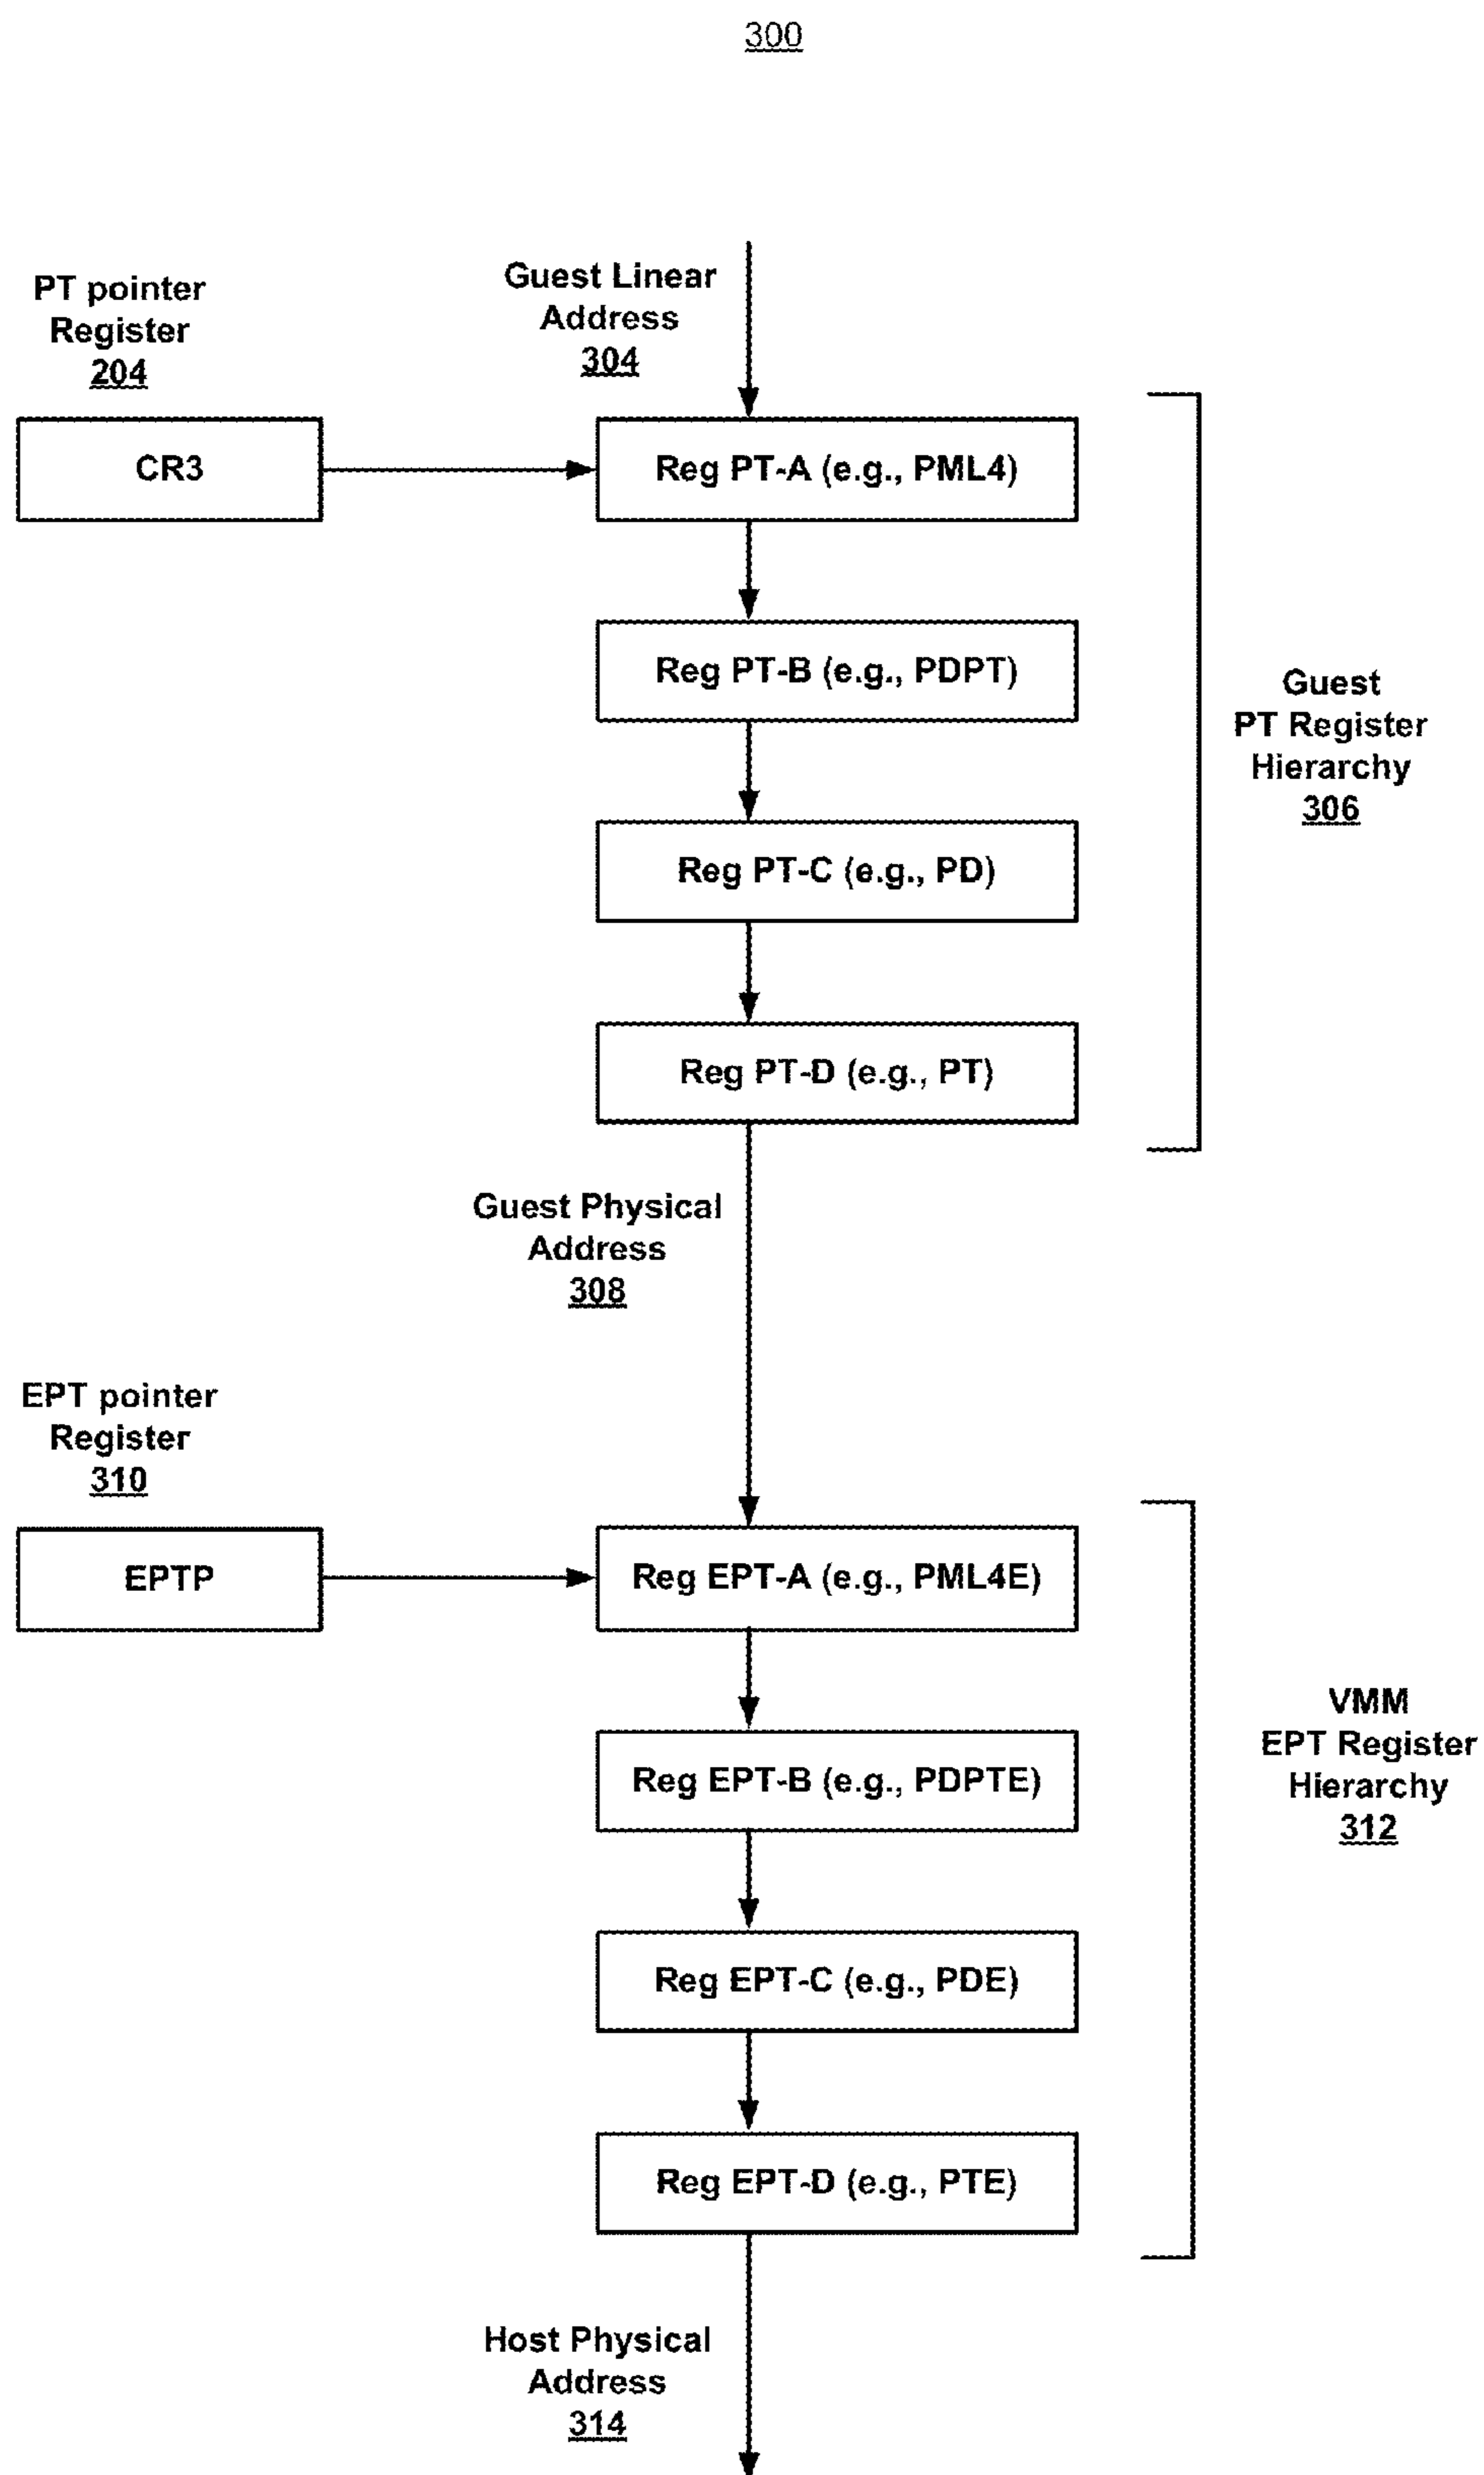 300
PT pointer
Register
204
Guest Linear
Address
304
CR3
Reg PT-A (e.g., PML4)
Reg PT-B (e.g., PDPT)
Reg PT-C (e.g., PD)
Reg PT-D (e.g., PT)
Guest
PT Register
Hierarchy
306
Guest Physical
Address
308
EPT pointer
Register
310
EPTP
Reg EPT-A (e.g., PML4E)
Reg EPT-B (e.g., PDPTE)
Reg EPT-C (e.g., PDE)
Reg EPT-D (e.g., PTE)
VMM
EPT Register
Hierarchy
312
Host Physical
Address
314